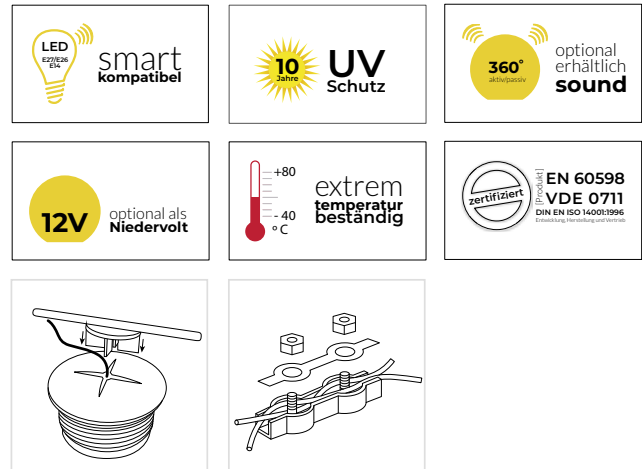 LED
E27/E26
E14
smart
kompatibel
10
Jahre
UV
Schutz
360°
aktiv/passiv
optional
erhältlich
sound
12V
optional als
Niedervolt
+80
- 40
° C
extrem
temperatur
beständig
zertifiziert
[Produkt]
EN 60598
VDE 0711
DIN EN ISO 14001:1996
Entwicklung, Herstellung und Vertrieb